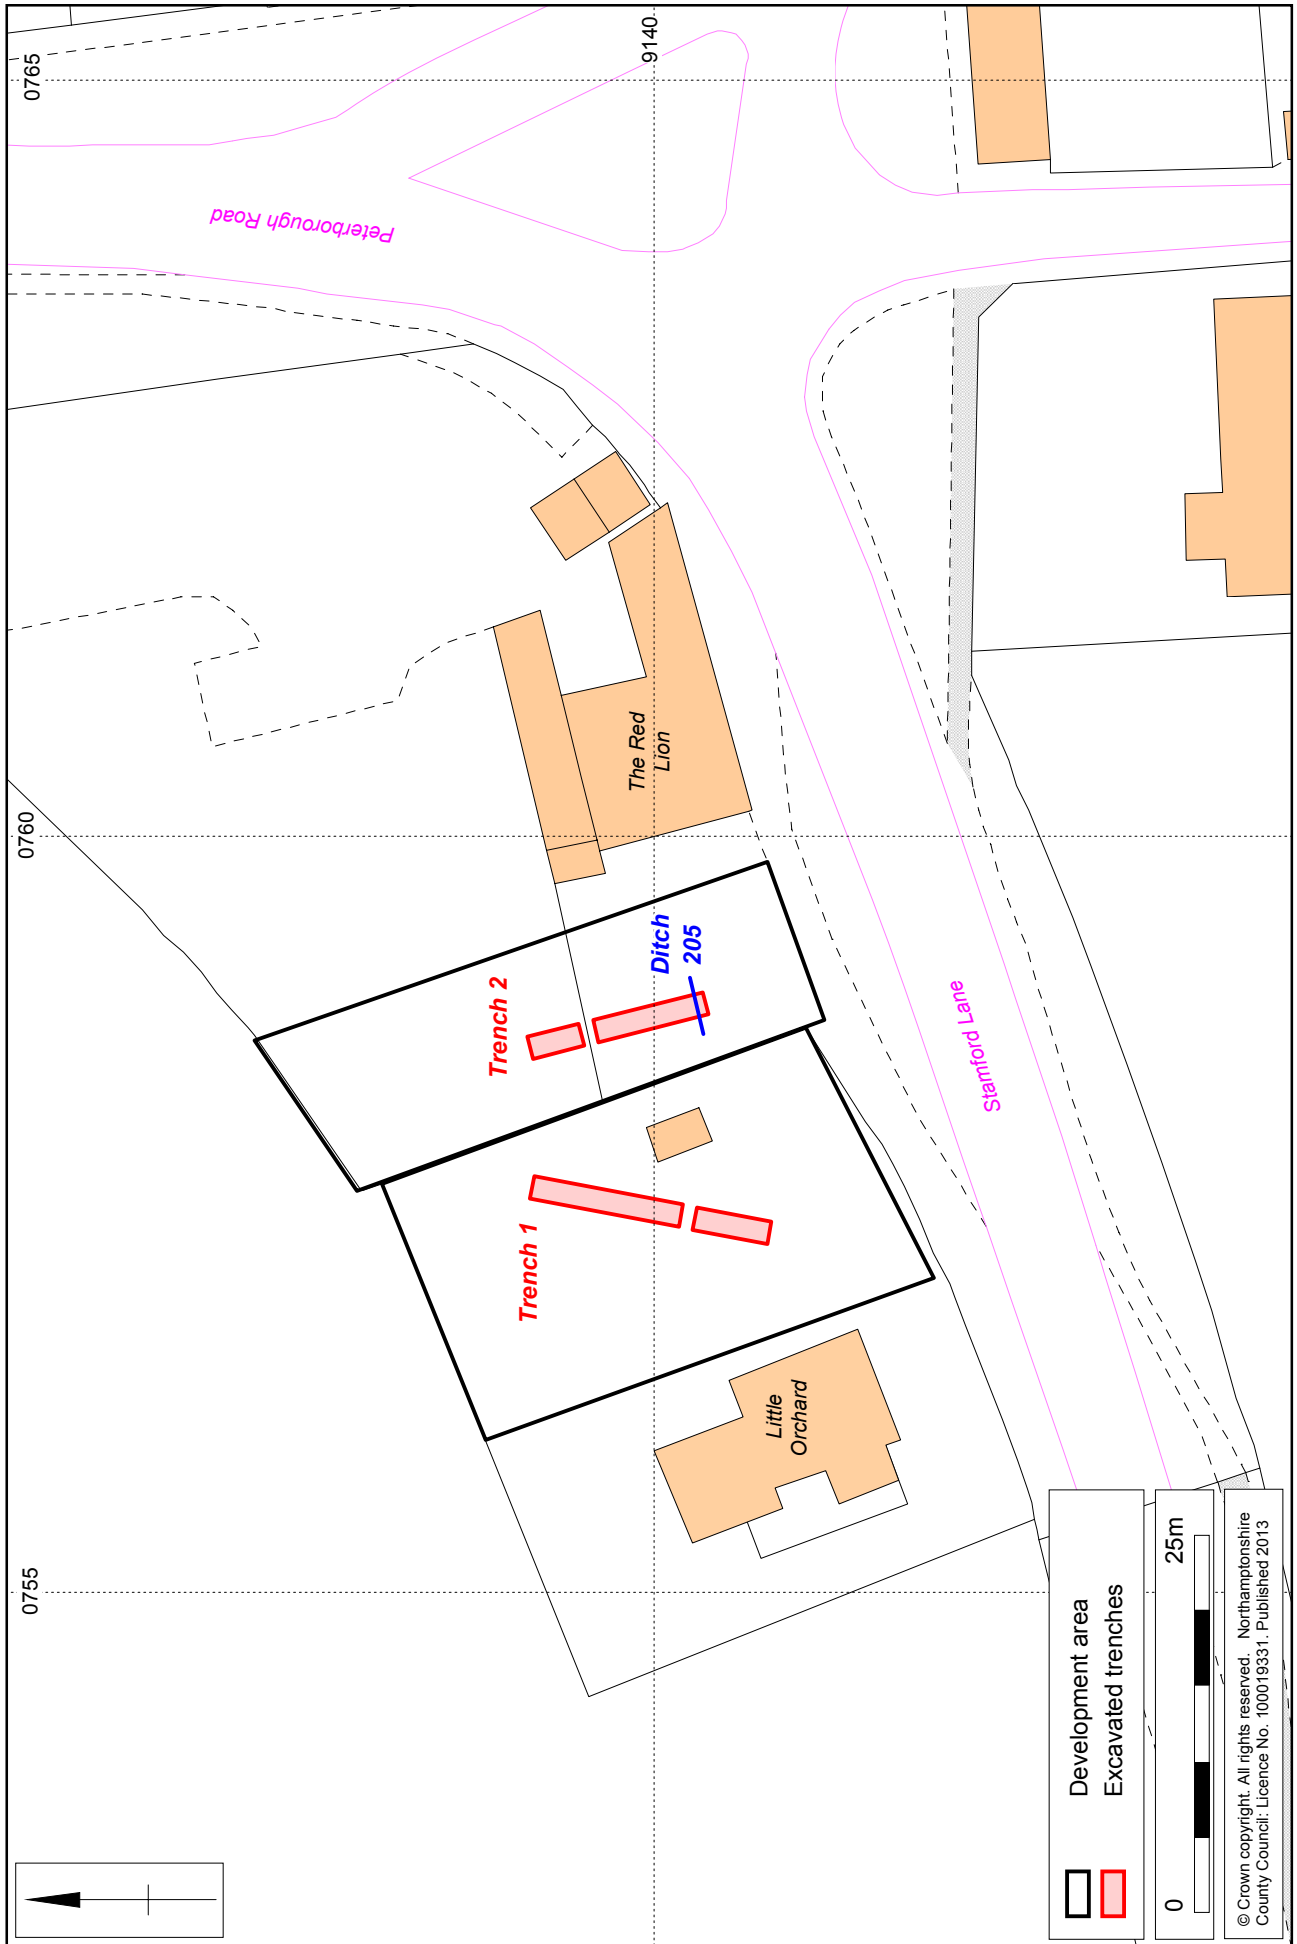 0755
0760
0765
9140
Peterborough Road
The Red
Lion
Trench 2
Ditch
205
Trench 1
Stamford Lane
Little
Orchard
Development area
Excavated trenches
0
25m
© Crown copyright. All rights reserved. Northamptonshire
County Council: Licence No. 100019331. Published 2013